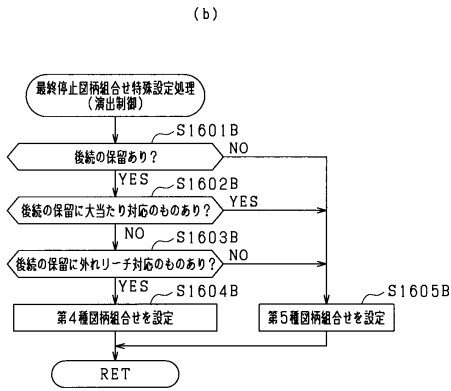 (b)
最終停止図柄組合せ特殊設定処理
(演出制御)
S1601B
後続の保留あり?
NO
YES
S1602B
後続の保留に大当たり対応のものあり?
YES
NO
S1603B
後続の保留に外れリーチ対応のものあり?
NO
YES
S1604B
第4種図柄組合せを設定
S1605B
第5種図柄組合せを設定
RET